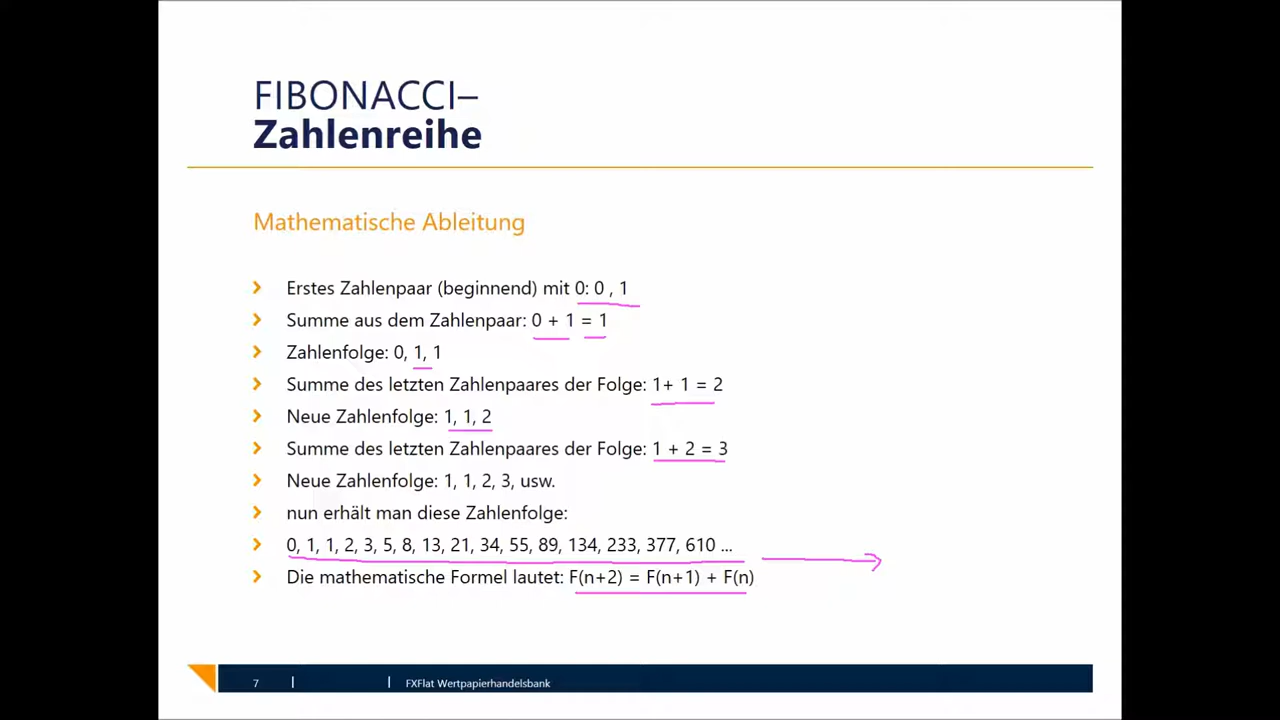 FIBONACCI–
Zahlenreihe
Mathematische Ableitung
Erstes Zahlenpaar (beginnend) mit 0: 0 , 1
Summe aus dem Zahlenpaar: 0 + 1 = 1
Zahlenfolge: 0, 1, 1
Summe des letzten Zahlenpaares der Folge: 1+ 1 = 2
Neue Zahlenfolge: 1, 1, 2
Summe des letzten Zahlenpaares der Folge: 1 + 2 = 3
Neue Zahlenfolge: 1, 1, 2, 3, usw.
nun erhält man diese Zahlenfolge:
0, 1, 1, 2, 3, 5, 8, 13, 21, 34, 55, 89, 134, 233, 377, 610 ...
Die mathematische Formel lautet: F(n+2) = F(n+1) + F(n)
7 | | FXFlat Wertpapierhandelsbank